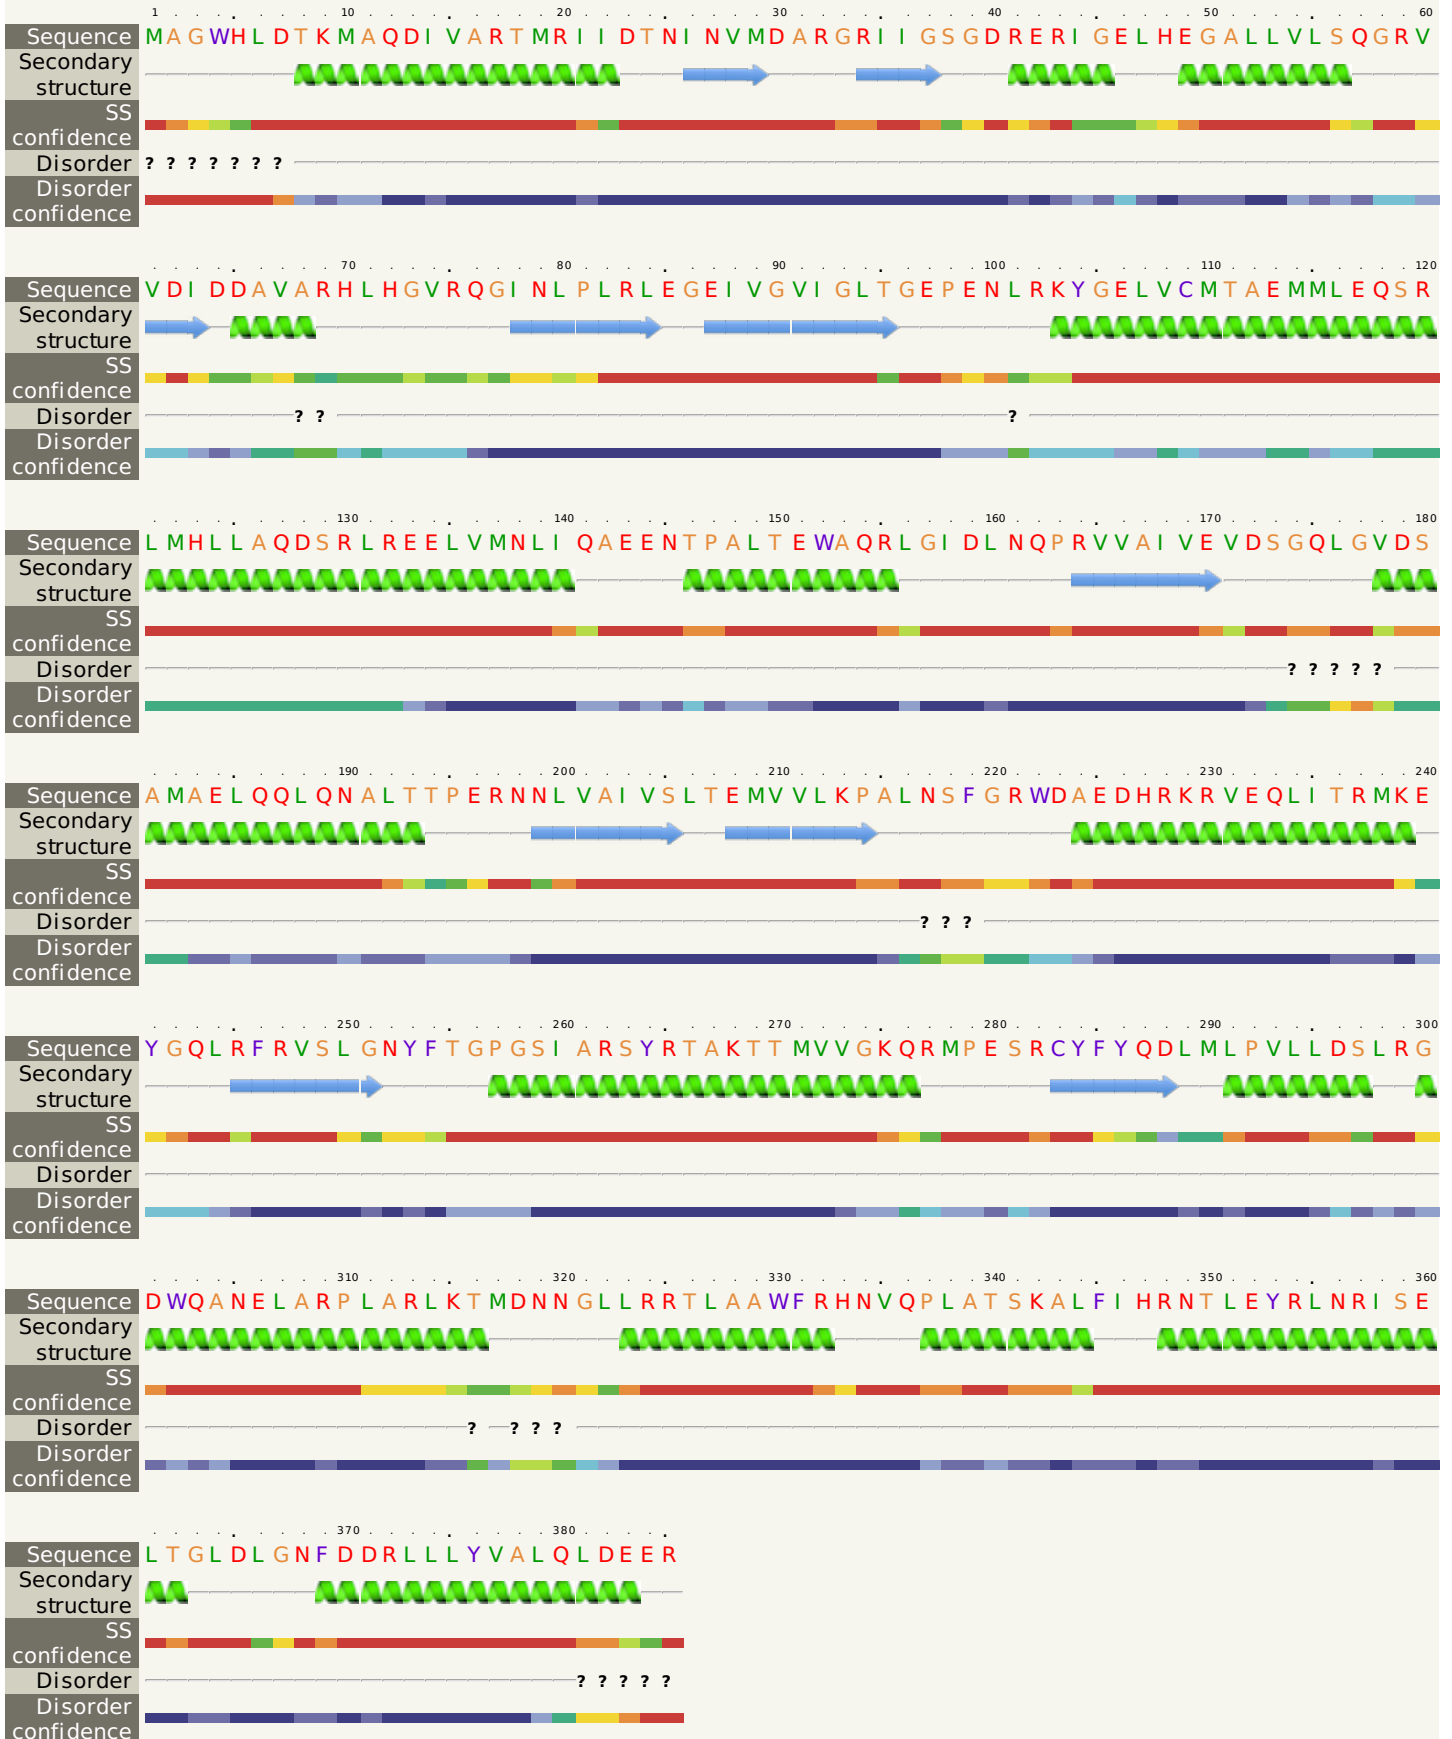 1 . . . . . . . . 10 . . . . . . . . . 20 . . . . . . . . . 30 . . . . . . . . . 40 . . . . . . . . . 50 . . . . . . . . . 60
Sequence MAGWHLDTKMAQDIVARTMRIIDTNINVMDARGRIIGSGDRERIGELHEGALLVLSQGRV
Secondary
structure
SS
confidence
Disorder ? ? ? ? ? ? ?
Disorder
confidence
. . . . . . . . . 70 . . . . . . . . . 80 . . . . . . . . . 90 . . . . . . . . . 100 . . . . . . . . . 110 . . . . . . . . . 120
Sequence VDIDDAVARHLHGVRQGINLPLRLEGEIVGVIGLTGEPENLRKYGELVCMTAEMMLEQSR
Secondary
structure
SS
confidence
Disorder ? ? ?
Disorder
confidence
. . . . . . . . . 130 . . . . . . . . . 140 . . . . . . . . . 150 . . . . . . . . . 160 . . . . . . . . . 170 . . . . . . . . . 180
Sequence LMHLLAQDSRLREELVMNLIQAEENTPALTEWAQRLGIDLNQPRVVAIVEVDSGQLGVDS
Secondary
structure
SS
confidence
Disorder ? ? ? ? ?
Disorder
confidence
. . . . . . . . . 190 . . . . . . . . . 200 . . . . . . . . . 210 . . . . . . . . . 220 . . . . . . . . . 230 . . . . . . . . . 240
Sequence AMAELQQLQNALTTPERNNLVAIVSLTEMVVLKPALNSFGRWDAEDHRKRVEQLITRMKE
Secondary
structure
SS
confidence
Disorder ? ? ?
Disorder
confidence
. . . . . . . . . 250 . . . . . . . . . 260 . . . . . . . . . 270 . . . . . . . . . 280 . . . . . . . . . 290 . . . . . . . . . 300
Sequence YGQLRFRVSLGNYFTGPGSIARSYRTAKTTMVVGKQRMPESRCYFYQDLMLPVLLDSLRG
Secondary
structure
SS
confidence
Disorder
Disorder
confidence
. . . . . . . . . 310 . . . . . . . . . 320 . . . . . . . . . 330 . . . . . . . . . 340 . . . . . . . . . 350 . . . . . . . . . 360
Sequence DWQANELARPLARLKTMDNNGLLRRTLAAWFRHNVQPLATSKALFIHRNTLEYRLNRISE
Secondary
structure
SS
confidence
Disorder ? ? ? ?
Disorder
confidence
. . . . . . . . . 370 . . . . . . . . . 380 . . . . .
Sequence LTGLDLGNFDDRLLLYVALQLDEER
Secondary
structure
SS
confidence
Disorder ? ? ? ? ?
Disorder
confidence